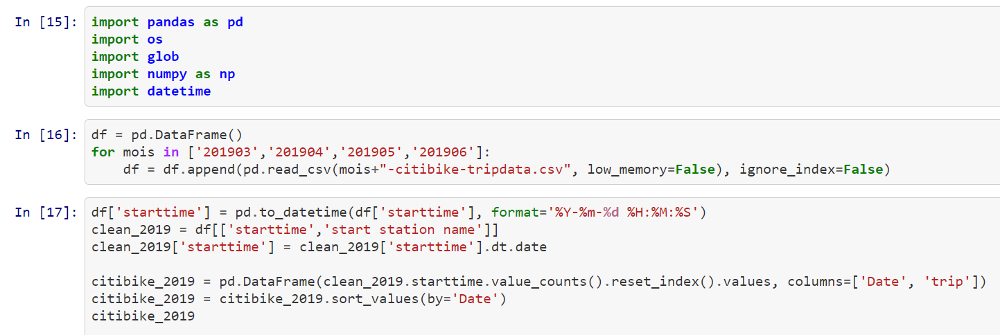 In [15]: import pandas as pd
import os
import glob
import numpy as np
import datetime
In [16]: df = pd.DataFrame()
for mois in ['201903','201904','201905','201906']:
    df = df.append(pd.read_csv(mois+"-citibike-tripdata.csv", low_memory=False), ignore_index=False)
In [17]: df['starttime'] = pd.to_datetime(df['starttime'], format='%Y-%m-%d %H:%M:%S')
clean_2019 = df[['starttime','start station name']]
clean_2019['starttime'] = clean_2019['starttime'].dt.date
citibike_2019 = pd.DataFrame(clean_2019.starttime.value_counts().reset_index().values, columns=['Date', 'trip'])
citibike_2019 = citibike_2019.sort_values(by='Date')
citibike_2019